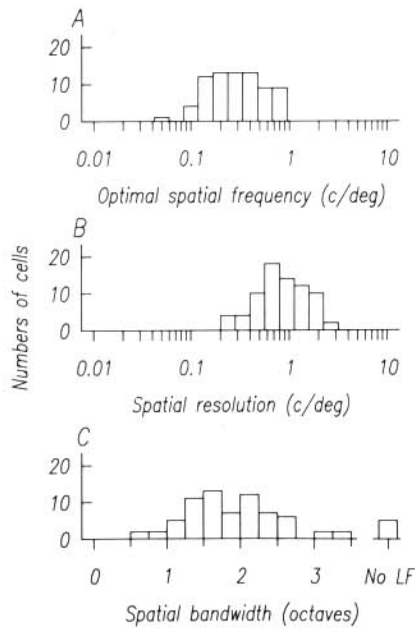 A
20
10
0
0.01 0.1 1 10
Optimal spatial frequency (c/deg)
B
20
10
0
0.01 0.1 1 10
Spatial resolution (c/deg)
Numbers of cells
C
20
10
0
0 1 2 3 No LF
Spatial bandwidth (octaves)